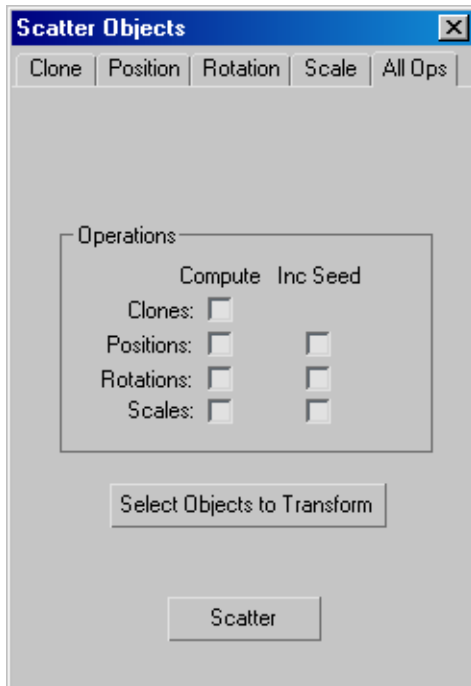 Scatter Objects
Clone Position Rotation Scale All Ops
Operations
Compute Inc Seed
Clones:
Positions:
Rotations:
Scales:
Select Objects to Transform
Scatter